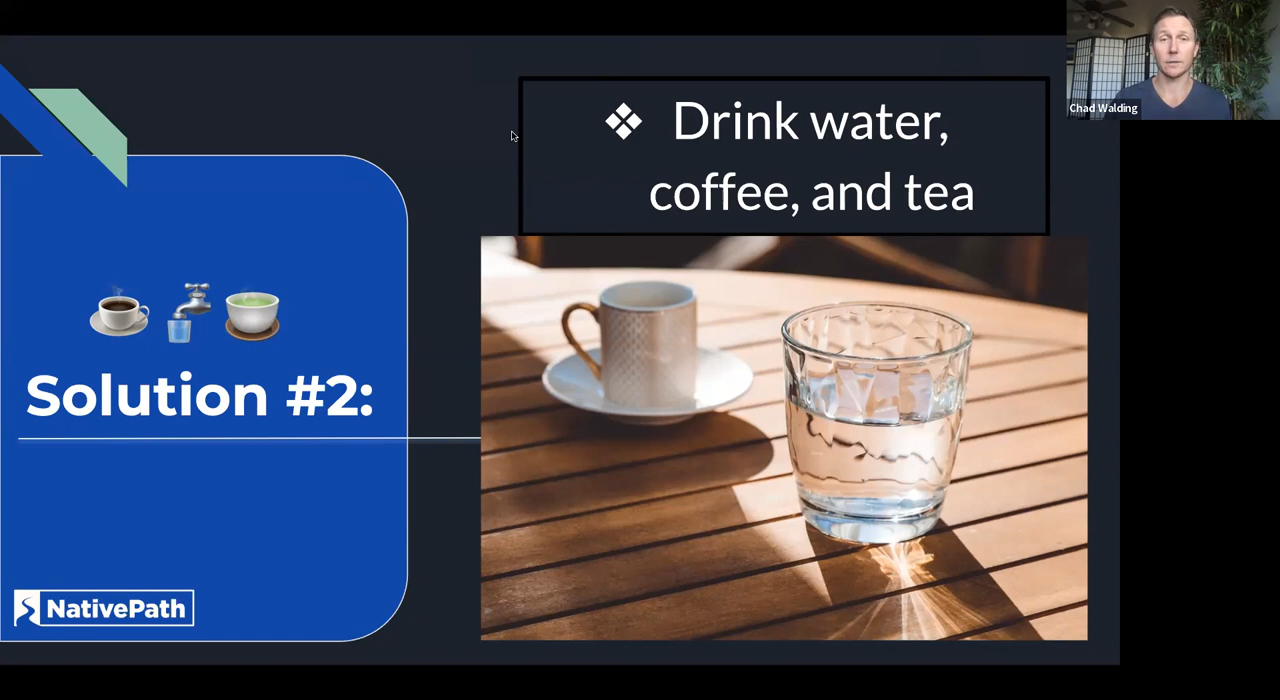 Chad Walding
❖ Drink water,
coffee, and tea
Solution #2:
NativePath